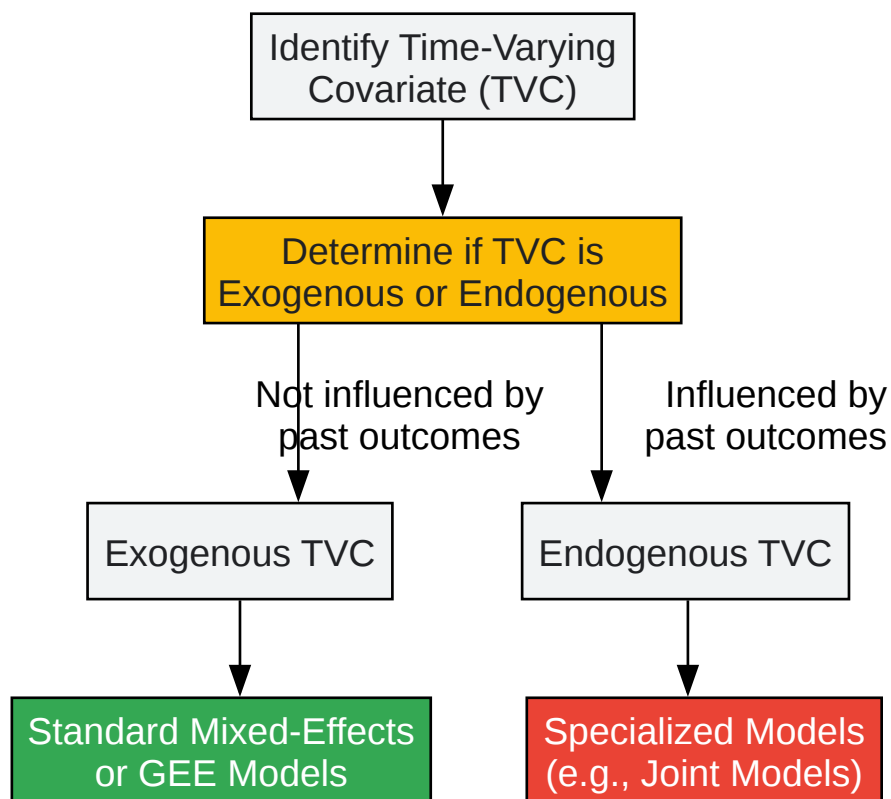 Identify Time-Varying
Covariate (TVC)
Determine if TVC is
Exogenous or Endogenous
Not influenced by
past outcomes
Influenced by
past outcomes
Exogenous TVC
Endogenous TVC
Standard Mixed-Effects
or GEE Models
Specialized Models
(e.g., Joint Models)